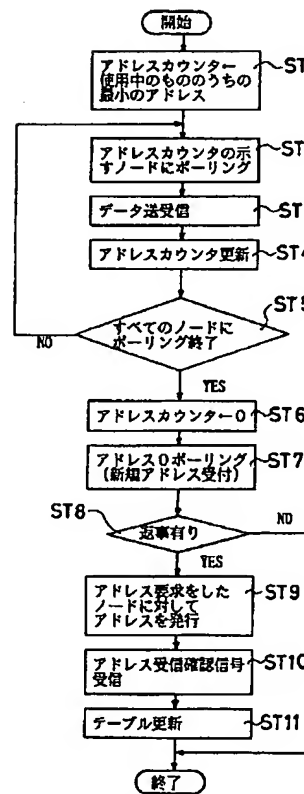 開始
アドレスカウンター
使用中のもののうちの
最小のアドレス
ST
アドレスカウンタの示
すノードにポーリング
ST
データ送受信
ST
アドレスカウンタ更新
ST4
ST5
すべてのノードに
ポーリング終了
NO
YES
アドレスカウンター0
ST6
アドレス0ポーリング
(新規アドレス受付)
ST7
ST8
返事有り
NO
YES
アドレス要求をした
ノードに対して
アドレスを発行
ST9
アドレス受信確認信号
受信
ST10
テーブル更新
ST11
終了